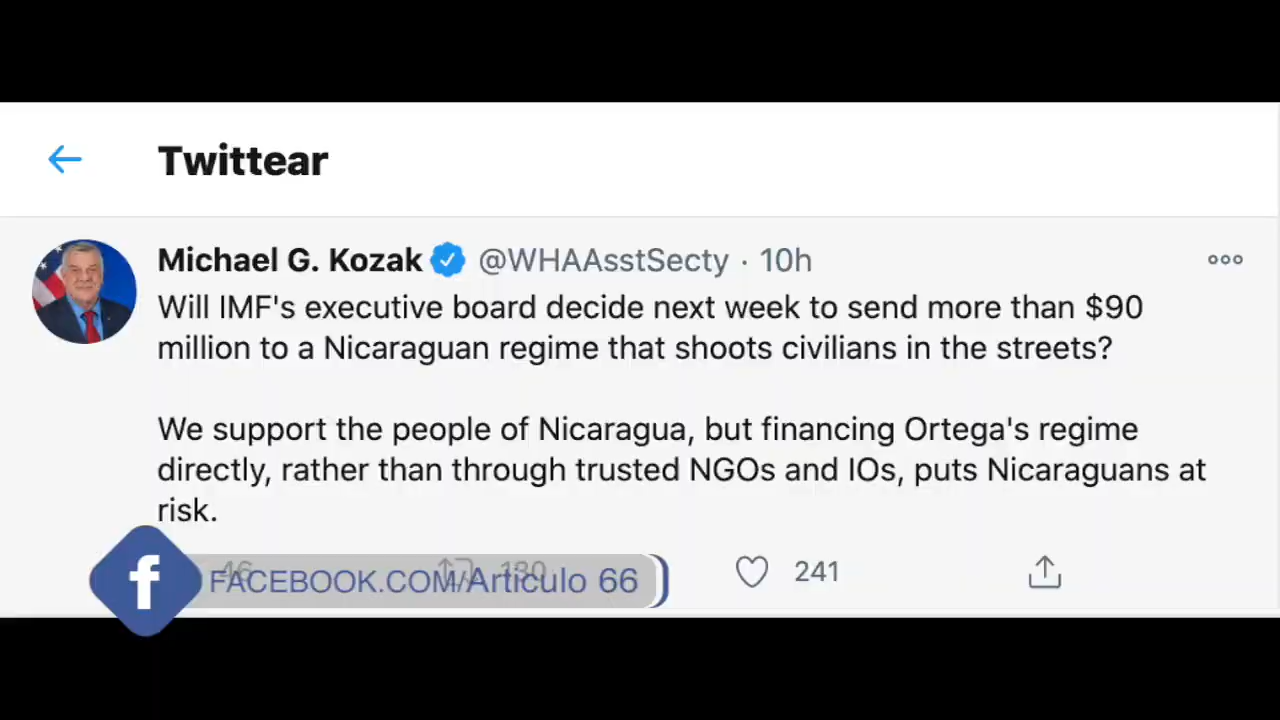 Twittear
Michael G. Kozak @WHAAsstSecty · 10h
Will IMF's executive board decide next week to send more than $90
million to a Nicaraguan regime that shoots civilians in the streets?
We support the people of Nicaragua, but financing Ortega's regime
directly, rather than through trusted NGOs and IOs, puts Nicaraguans at
risk.
46 130 241
f FACEBOOK.COM/Articulo 66